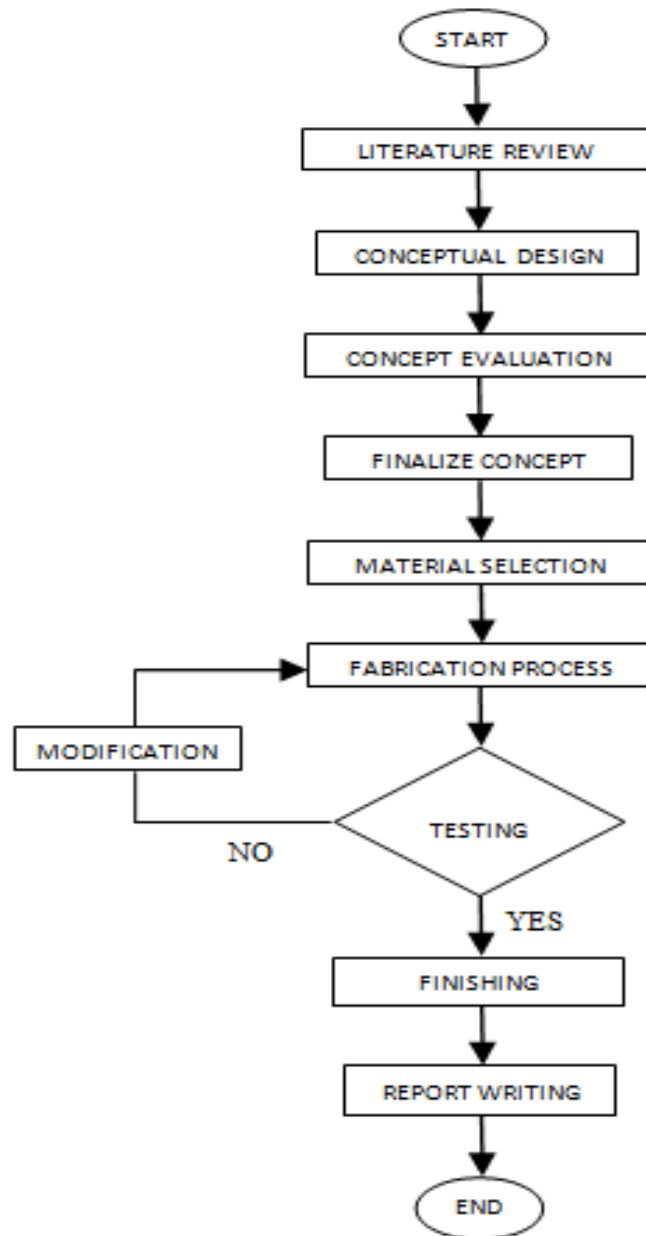 START
LITERATURE REVIEW
CONCEPTUAL DESIGN
CONCEPT EVALUATION
FINALIZE CONCEPT
MATERIAL SELECTION
FABRICATION PROCESS
MODIFICATION
TESTING
NO
YES
FINISHING
REPORT WRITING
END